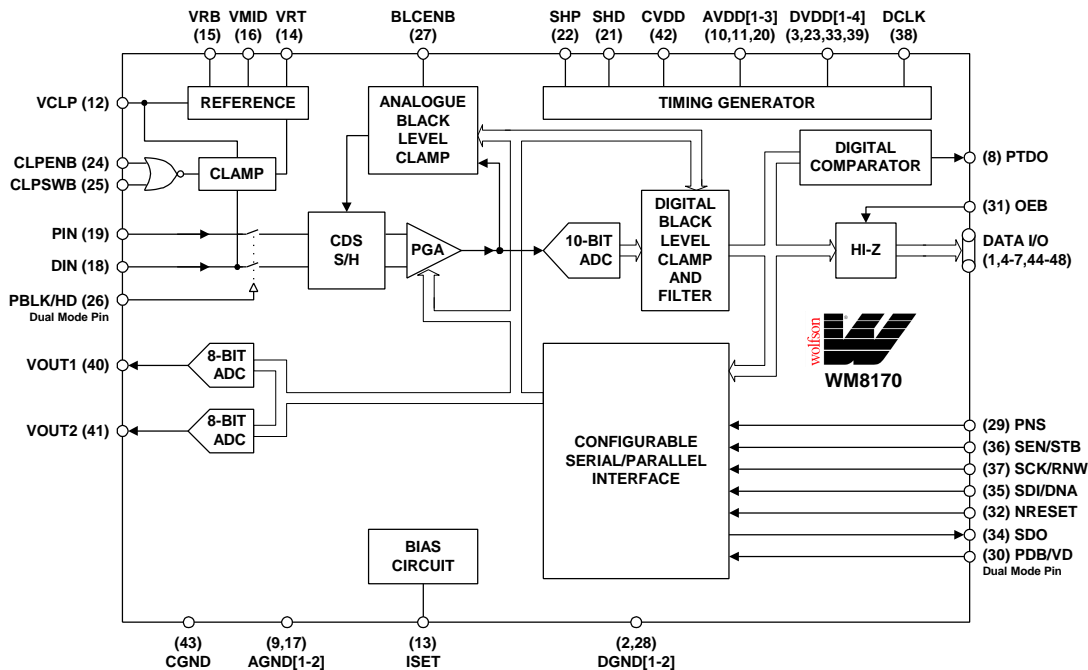 VRB VMID VRT
(15) (16) (14)
BLCENB
(27)
SHP SHD CVDD AVDD[1-3] DVDD[1-4] DCLK
(22) (21) (42) (10,11,20) (3,23,33,39) (38)
VCLP (12)
REFERENCE
ANALOGUE
BLACK
LEVEL
CLAMP
TIMING GENERATOR
CLPENB (24)
CLPSWB (25)
CLAMP
DIGITAL
COMPARATOR
(8) PTDO
PIN (19)
DIN (18)
PBLK/HD (26)
Dual Mode Pin
CDS
S/H
PGA
10-BIT
ADC
DIGITAL
BLACK
LEVEL
CLAMP
AND
FILTER
HI-Z
(31) OEB
DATA I/O
(1,4-7,44-48)
wolfson
®
WM8170
VOUT1 (40)
8-BIT
ADC
VOUT2 (41)
8-BIT
ADC
CONFIGURABLE
SERIAL/PARALLEL
INTERFACE
(29) PNS
(36) SEN/STB
(37) SCK/RNW
(35) SDI/DNA
(32) NRESET
(34) SDO
(30) PDB/VD
Dual Mode Pin
BIAS
CIRCUIT
(43)
CGND
(9,17)
AGND[1-2]
(13)
ISET
(2,28)
DGND[1-2]